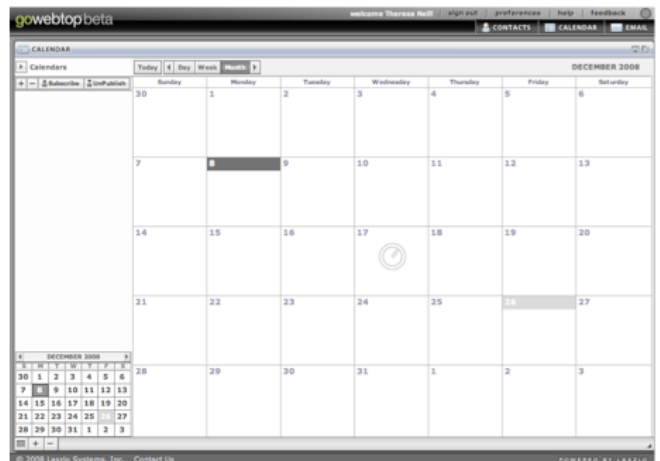 gowebtop beta
welcome Theresa Neill | sign out | preferences | help | feedback
CONTACTS CALENDAR EMAIL
CALENDAR
Calendars Today Day Week Month DECEMBER 2008
+ - Subscribe UnPublish Sunday Monday Tuesday Wednesday Thursday Friday Saturday
30 1 2 3 4 5 6
7 8 9 10 11 12 13
14 15 16 17 18 19 20
21 22 23 24 25 26 27
28 29 30 31 1 2 3
DECEMBER 2008
S M T W T F S
30 1 2 3 4 5 6
7 8 9 10 11 12 13
14 15 16 17 18 19 20
21 22 23 24 25 26 27
28 29 30 31 1 2 3
+ -
© 2008 Laszlo Systems, Inc. Contact Us POWERED BY LASZLO